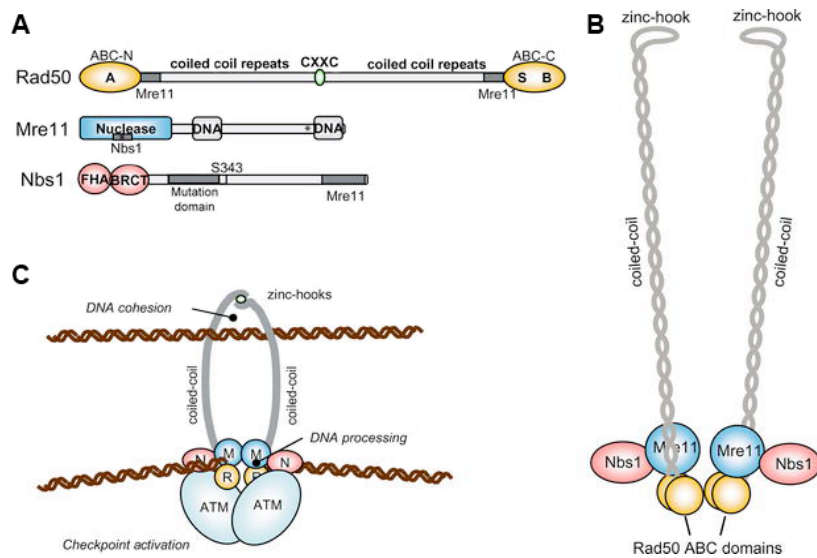 A
ABC-N
coiled coil repeats
CXXC
coiled coil repeats
ABC-C
Rad50
A
S B
Mre11
Mre11
Mre11
Nuclease
DNA
*
DNA
Nbs1
Nbs1
FHA
BRCT
S343
Mutation
domain
Mre11
B
zinc-hook
zinc-hook
coiled-coil
coiled-coil
Nbs1
Mre11
Mre11
Nbs1
Rad50 ABC domains
C
DNA cohesion
zinc-hooks
coiled-coil
coiled-coil
DNA processing
N
M
M
N
R
R
ATM
ATM
Checkpoint activation